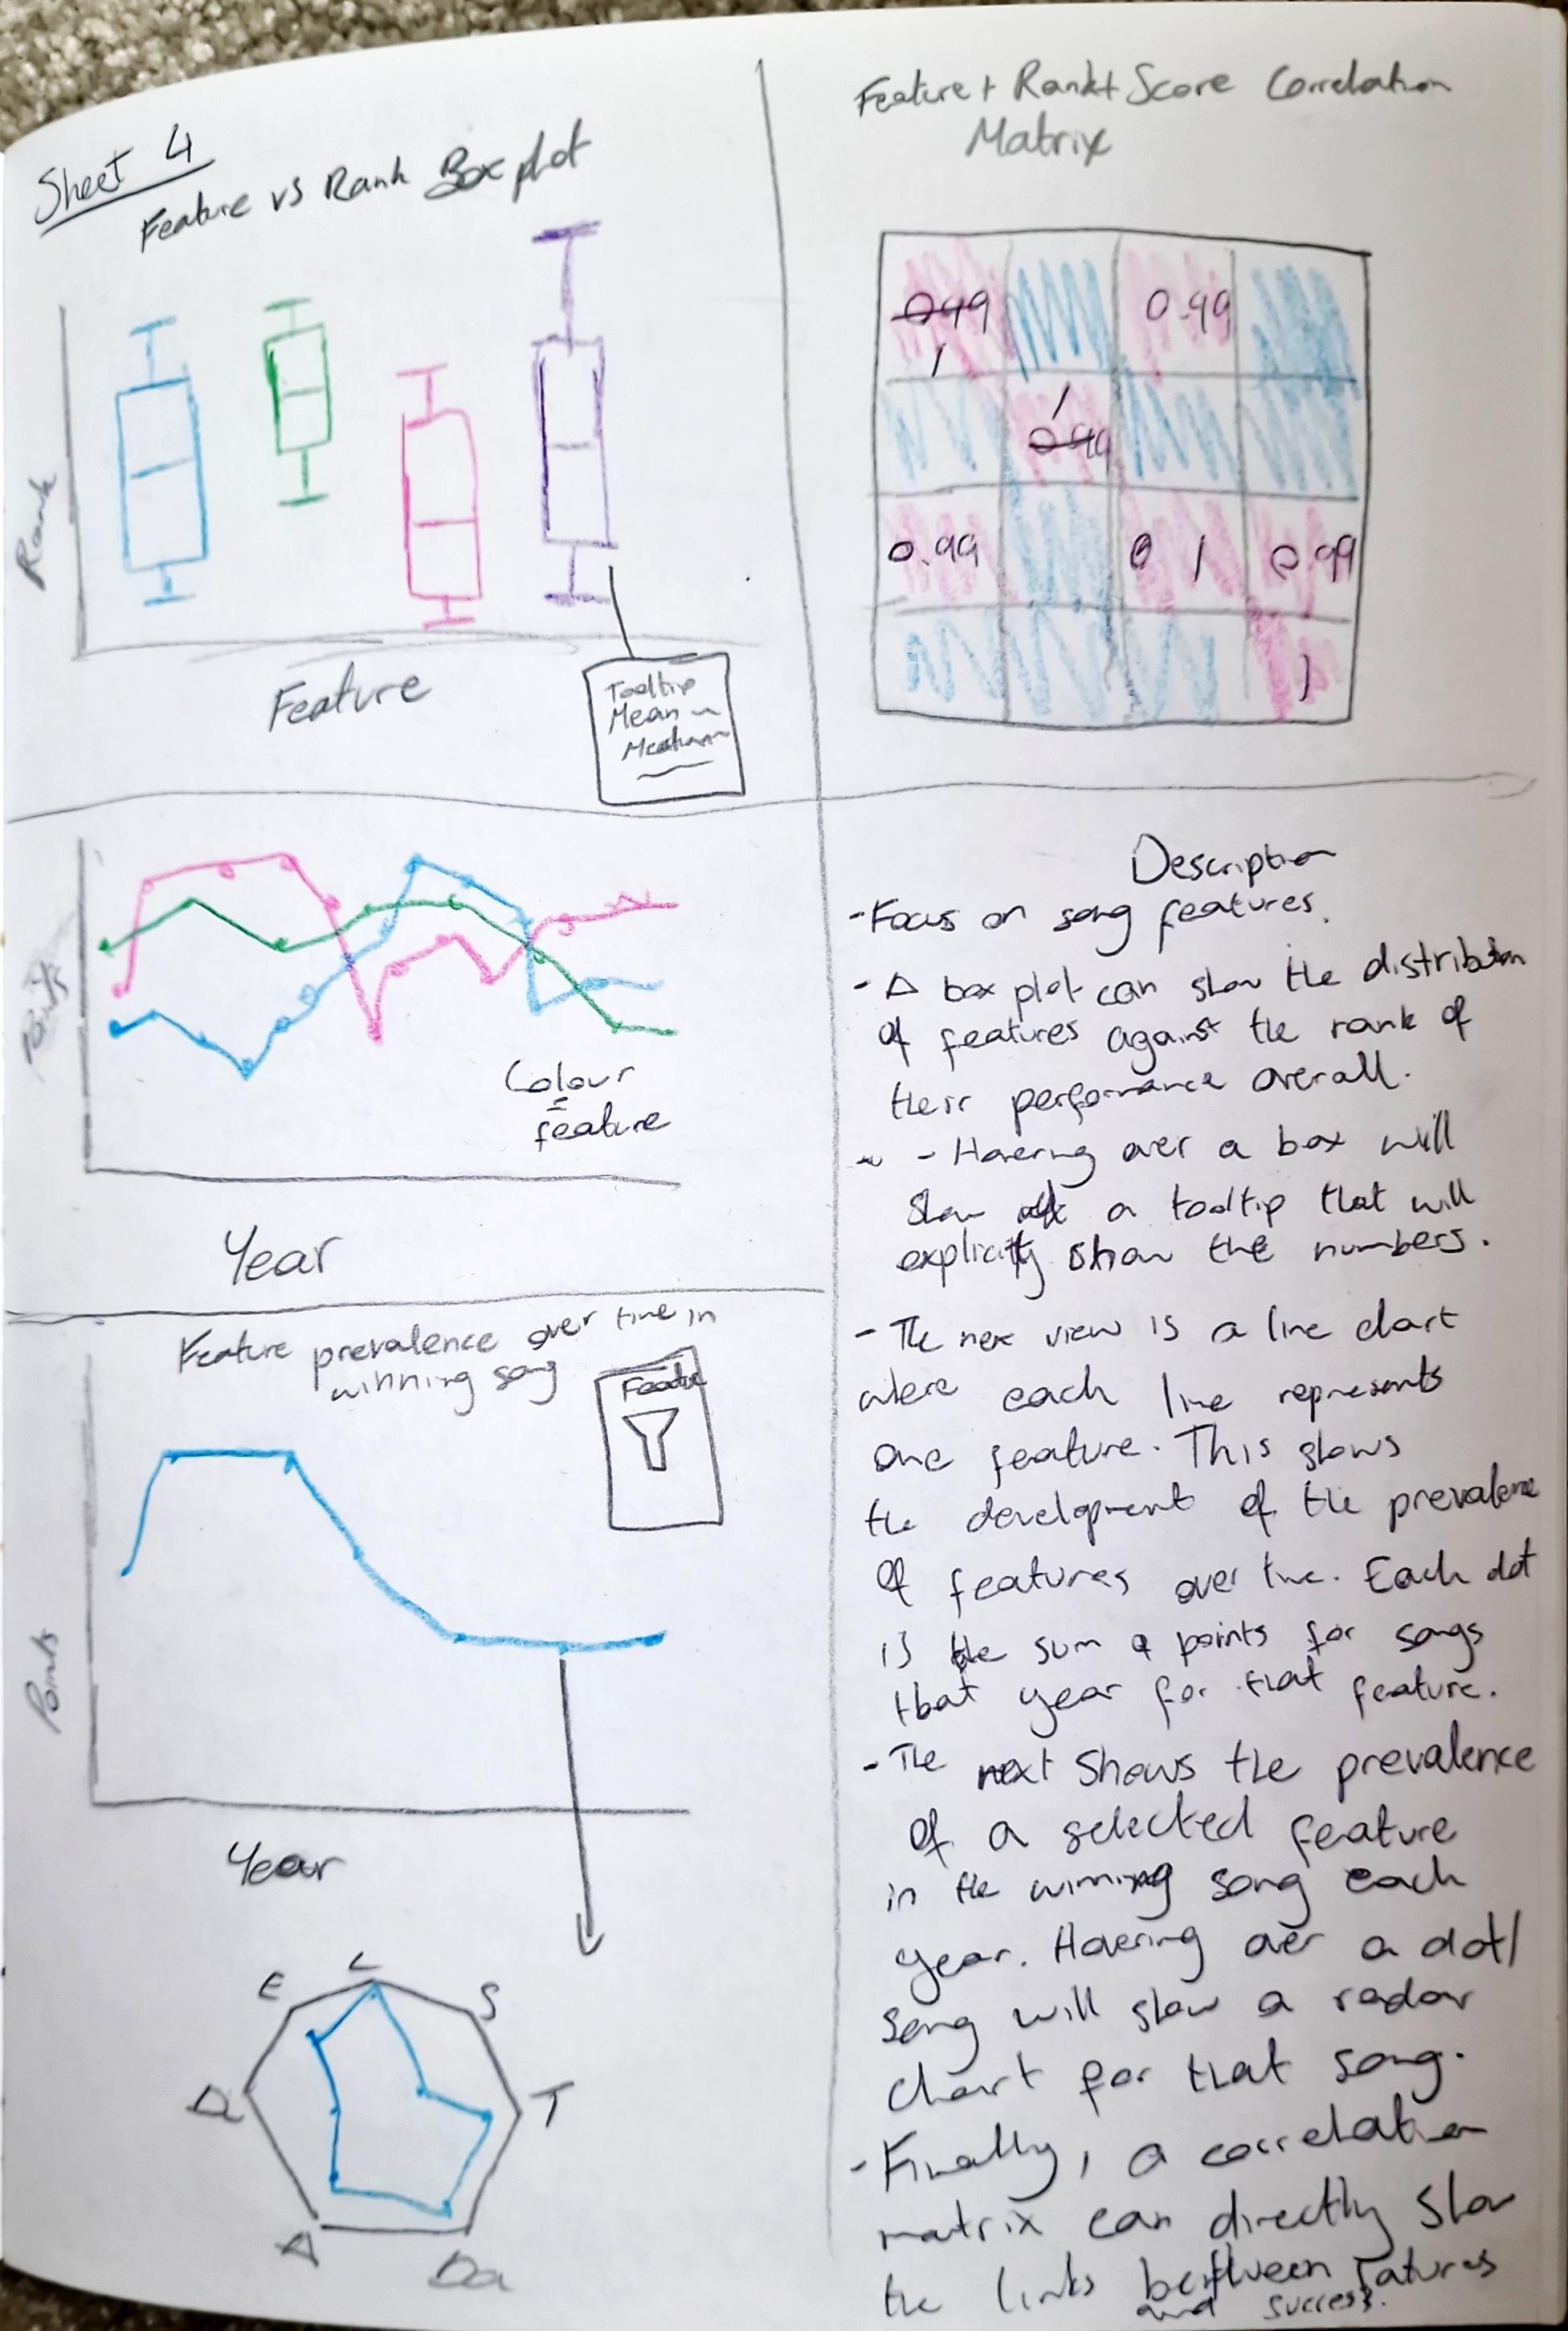 Sheet 4
Feature vs Rank Box plot
Rank
Feature
Tooltip
Mean
Median
Feature + Rank + Score Correlation
Matrix
0.99
1
0.99
1
0.99
0.99
0 1
0.99
1
Points
Colour
=
feature
Year
Feature prevalence over time in
winning song
Feature
Points
Year
E
L
S
T
Da
A
Description
- Focus on song features.
- A box plot can show the distribution
of features against the rank of
their performance overall.
- Hovering over a box will
show a tooltip that will
explicitly show the numbers.
- The next view is a line chart
where each line represents
one feature. This shows
the development of the prevalence
of features over time. Each dot
is the sum of points for songs
that year for that feature.
- The next shows the prevalence
of a selected feature
in the winning song each
year. Hovering over a dot/
song will show a radar
chart for that song.
- Finally, a correlation
matrix can directly show
the links between features
and success.